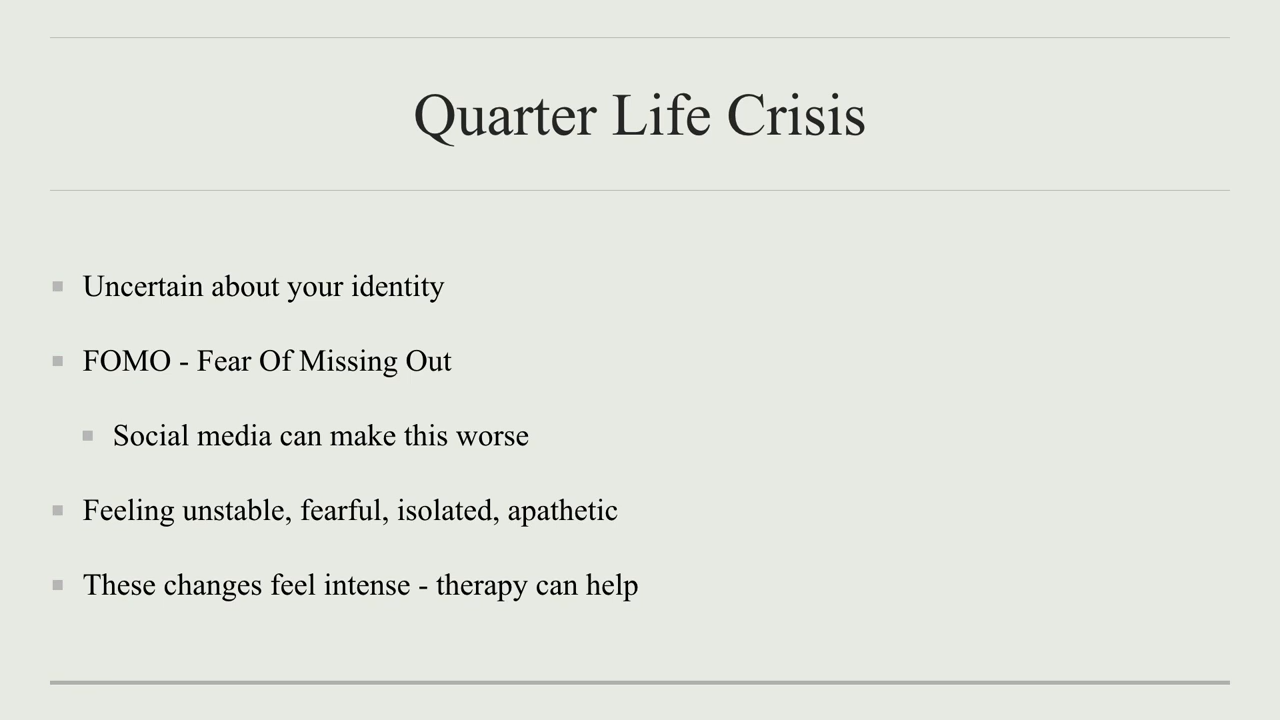 Quarter Life Crisis
Uncertain about your identity
FOMO - Fear Of Missing Out
Social media can make this worse
Feeling unstable, fearful, isolated, apathetic
These changes feel intense - therapy can help